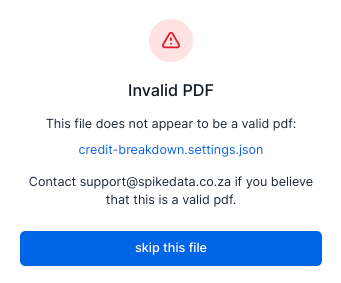 Invalid PDF
This file does not appear to be a valid pdf:
credit-breakdown.settings.json
Contact support@spikedata.co.za if you believe
that this is a valid pdf.
skip this file